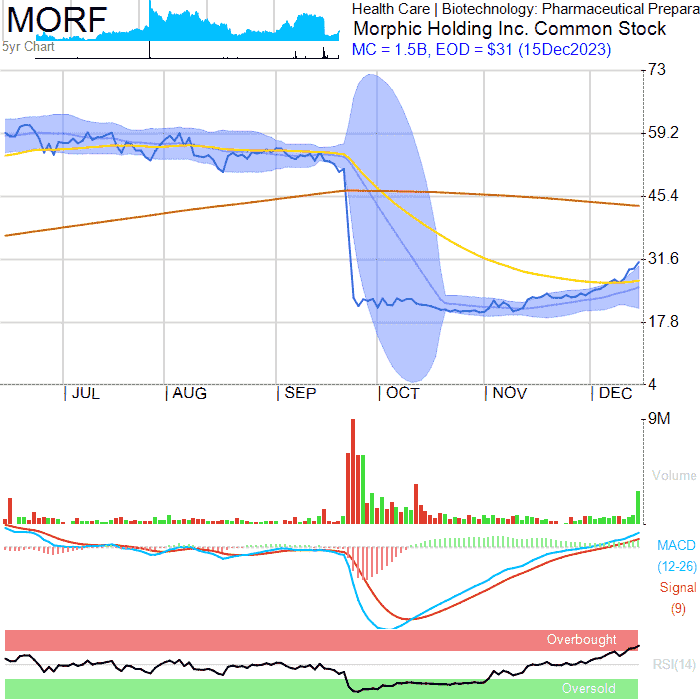 MORF
Health Care | Biotechnology: Pharmaceutical Prepara
Morphic Holding Inc. Common Stock
5yr Chart
MC = 1.5B, EOD = $31 (15Dec2023)
73
59.2
45.4
31.6
17.8
4
JUL
AUG
SEP
OCT
NOV
DEC
9M
Volume
MACD
(12-26)
Signal
(9)
Overbought
RSI(14)
Oversold